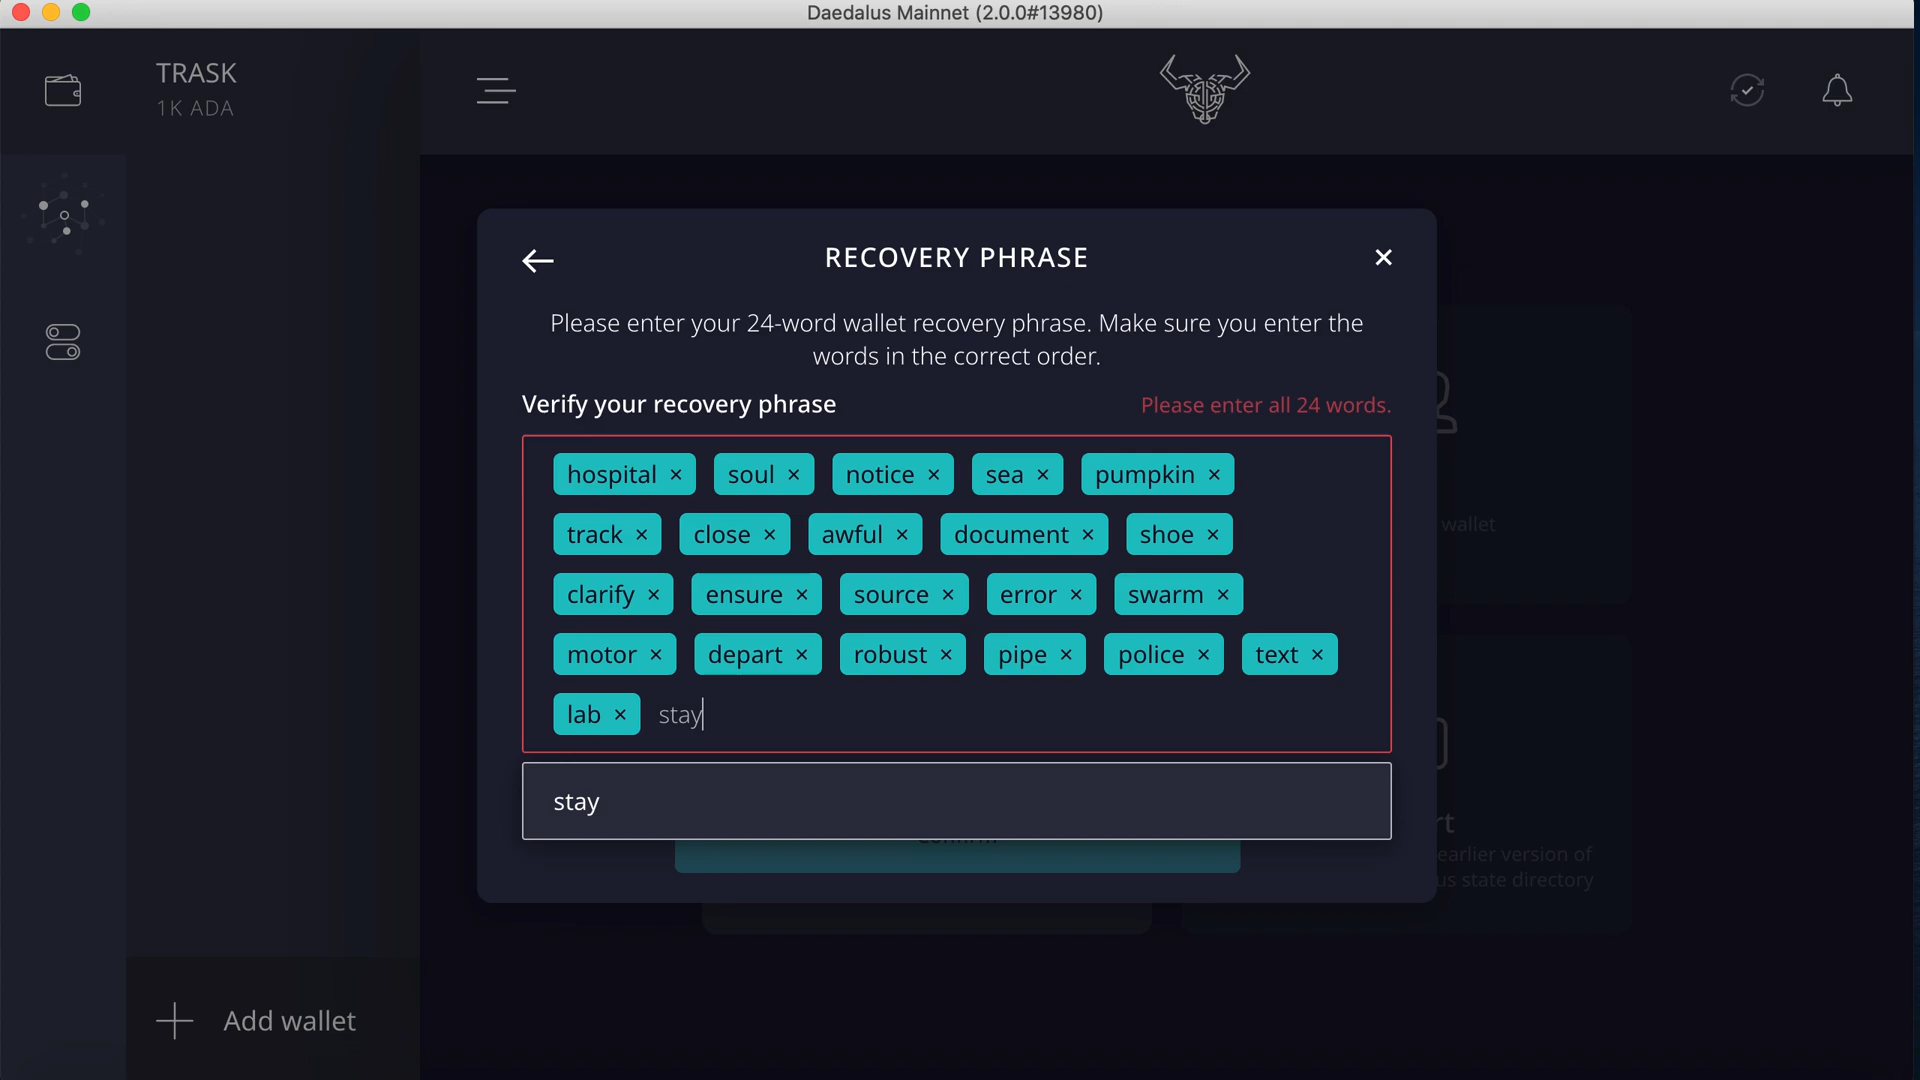 Daedalus Mainnet (2.0.0#13980)
TRASK
1K ADA
RECOVERY PHRASE
Please enter your 24-word wallet recovery phrase. Make sure you enter the
words in the correct order.
Verify your recovery phrase
Please enter all 24 words.
hospital × soul × notice × sea × pumpkin ×
track × close × awful × document × shoe ×
clarify × ensure × source × error × swarm ×
motor × depart × robust × pipe × police × text ×
lab × stay
stay
Confirm
wallet
earlier version of
state directory
Add wallet